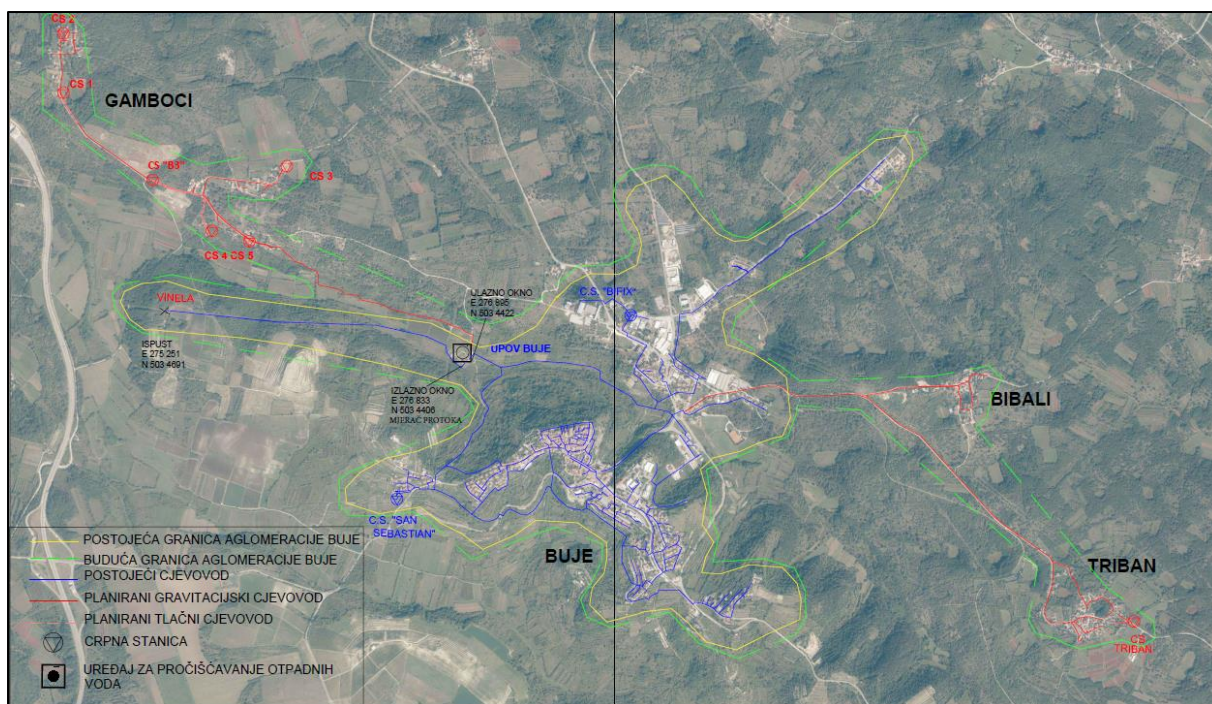 CS 2
CS 1
GAMBOCI
CS "B3"
CS 3
CS 4 CS 5
VINELA
ISPUST
E 275 251
N 503 4691
ULAZNO OKNO
E 276 895
N 503 4422
UPOV BUJE
IZLAZNO OKNO
E 276 833
N 503 4406
MJERAČ PROTOKA
C.S. "BIFIX"
BIBALI
C.S. "SAN
SEBASTIAN"
BUJE
TRIBAN
CS
TRIBAN
POSTOJEĆA GRANICA AGLOMERACIJE BUJE
BUDUĆA GRANICA AGLOMERACIJE BUJE
POSTOJEĆI CJEVOVOD
PLANIRANI GRAVITACIJSKI CJEVOVOD
PLANIRANI TLAČNI CJEVOVOD
CRPNA STANICA
UREĐAJ ZA PROČIŠĆAVANJE OTPADNIH
VODA